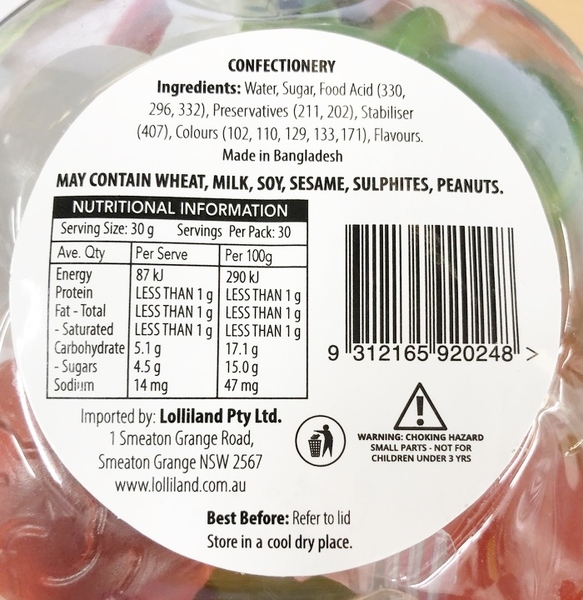 CONFECTIONERY
Ingredients: Water, Sugar, Food Acid (330,
296, 332), Preservatives (211, 202), Stabiliser
(407), Colours (102, 110, 129, 133, 171), Flavours.
Made in Bangladesh
MAY CONTAIN WHEAT, MILK, SOY, SESAME, SULPHITES, PEANUTS.
NUTRITIONAL INFORMATION
Serving Size: 30 g Servings Per Pack: 30
Ave. Qty Per Serve Per 100g
Energy 87 kJ 290 kJ
Protein LESS THAN 1 g LESS THAN 1 g
Fat - Total LESS THAN 1 g LESS THAN 1 g
- Saturated LESS THAN 1 g LESS THAN 1 g
Carbohydrate 5.1 g 17.1 g
- Sugars 4.5 g 15.0 g
Sodium 14 mg 47 mg
9 312165 920248 >
Imported by: Lolliland Pty Ltd.
1 Smeaton Grange Road,
Smeaton Grange NSW 2567
www.lolliland.com.au
WARNING: CHOKING HAZARD
SMALL PARTS - NOT FOR
CHILDREN UNDER 3 YRS
Best Before: Refer to lid
Store in a cool dry place.